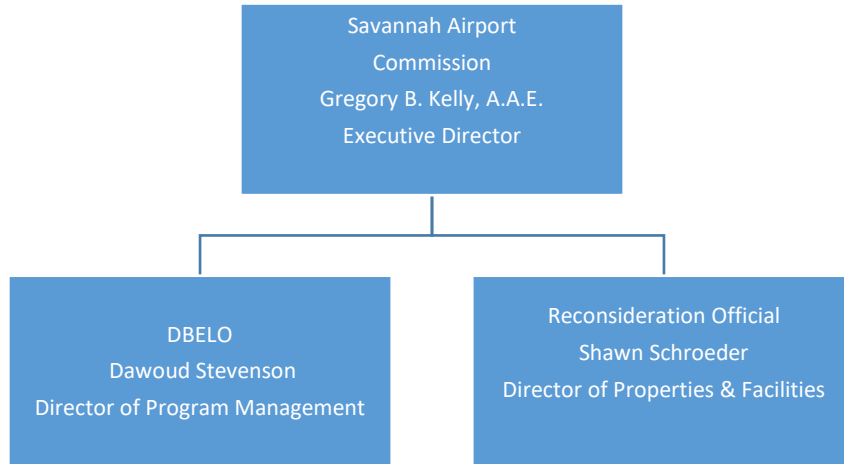 Savannah Airport
Commission
Gregory B. Kelly, A.A.E.
Executive Director
DBELO
Dawoud Stevenson
Director of Program Management
Reconsideration Official
Shawn Schroeder
Director of Properties & Facilities